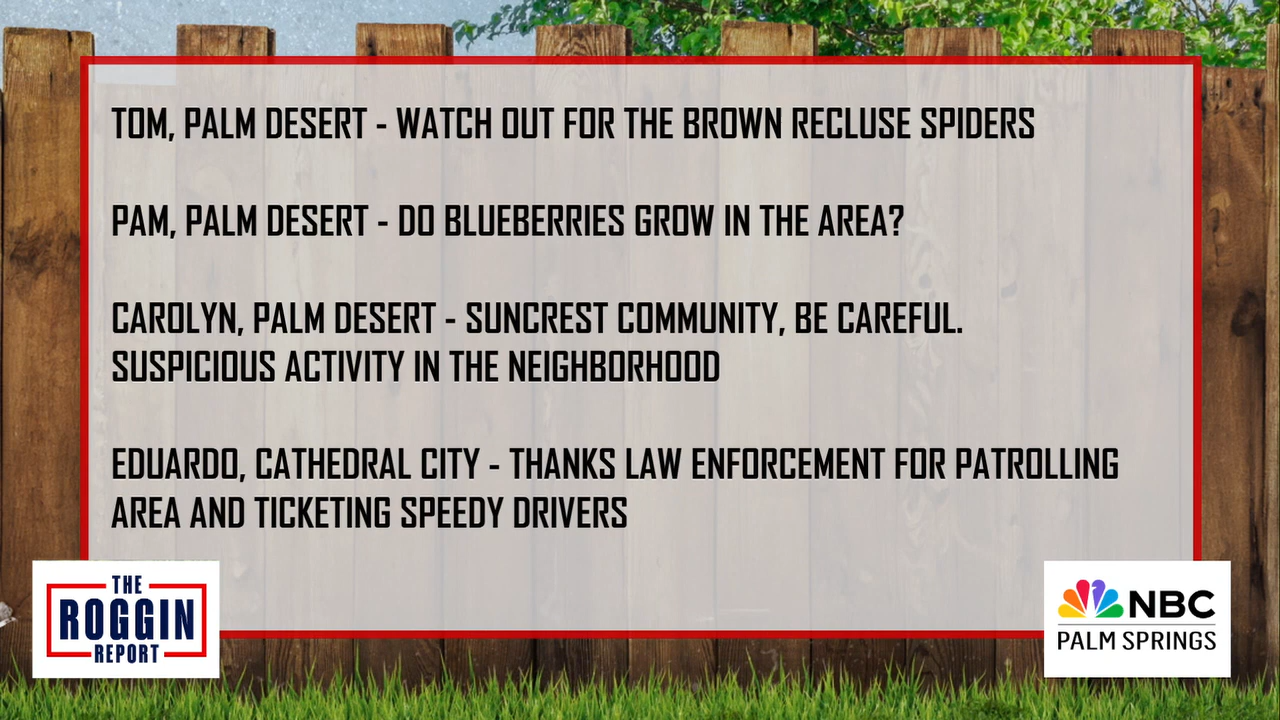 TOM, PALM DESERT - WATCH OUT FOR THE BROWN RECLUSE SPIDERS
PAM, PALM DESERT - DO BLUEBERRIES GROW IN THE AREA?
CAROLYN, PALM DESERT - SUNCREST COMMUNITY, BE CAREFUL.
SUSPICIOUS ACTIVITY IN THE NEIGHBORHOOD
EDUARDO, CATHEDRAL CITY - THANKS LAW ENFORCEMENT FOR PATROLLING
AREA AND TICKETING SPEEDY DRIVERS
THE
ROGGIN
REPORT
NBC
PALM SPRINGS